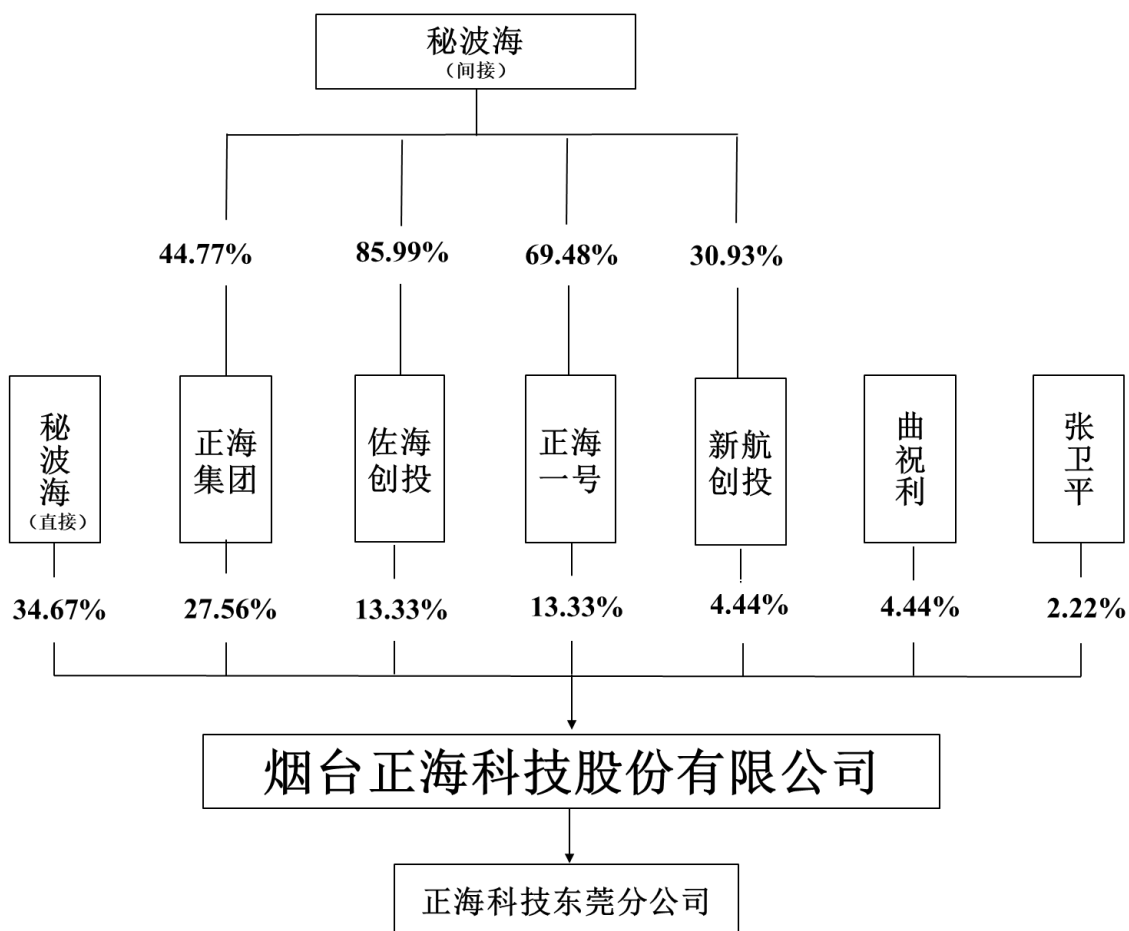 秘波海
（间接）
44.77%
85.99%
69.48%
30.93%
秘波海
（直接）
正海
集团
佐海
创投
正海
一号
新航
创投
曲祝利
张卫平
34.67%
27.56%
13.33%
13.33%
4.44%
4.44%
2.22%
烟台正海科技股份有限公司
正海科技东莞分公司